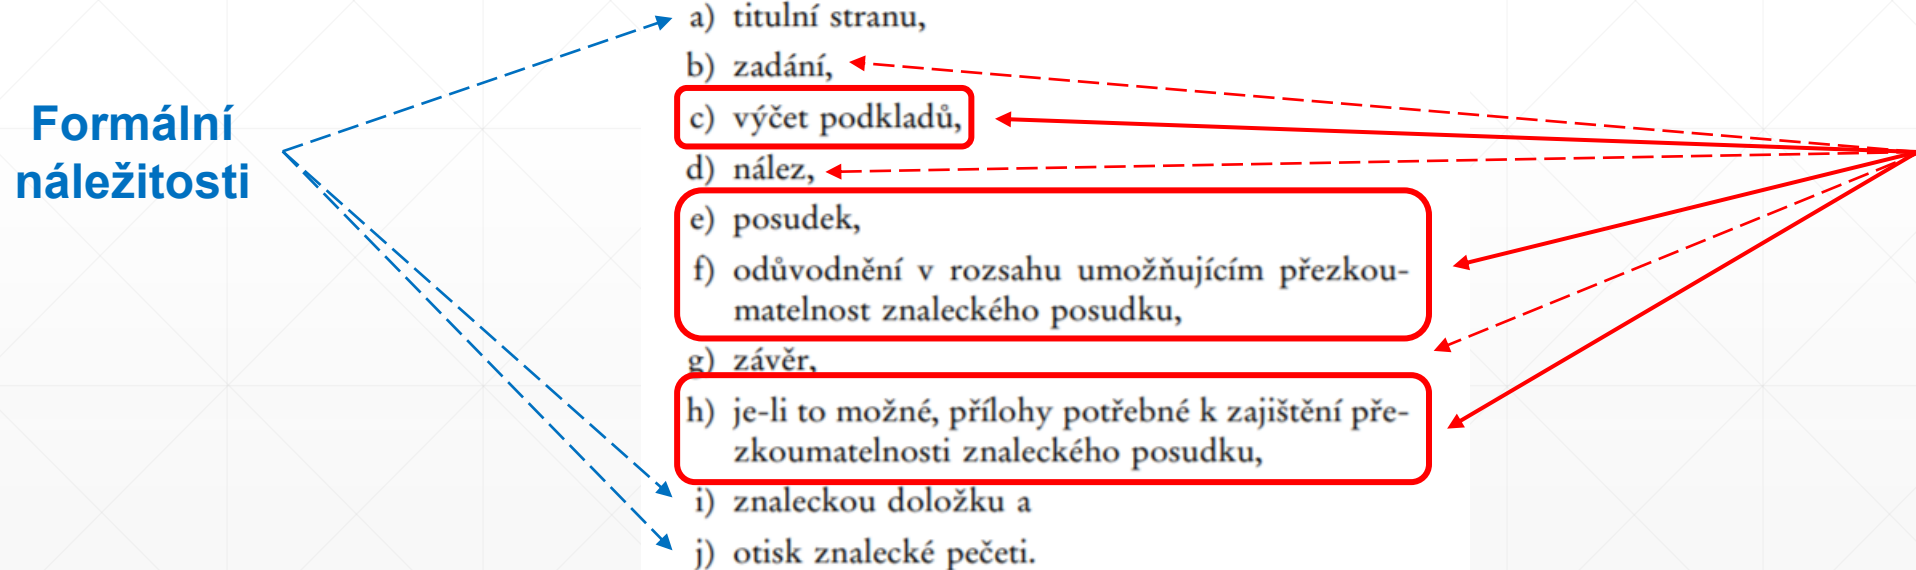 Formální
náležitosti
a) titulní stranu,
b) zadání,
c) výčet podkladů,
d) nález,
e) posudek,
f) odůvodnění v rozsahu umožňujícím přezkou-
matelnost znaleckého posudku,
g) závěr,
h) je-li to možné, přílohy potřebné k zajištění pře-
zkoumatelnosti znaleckého posudku,
i) znaleckou doložku a
j) otisk znalecké pečeti.